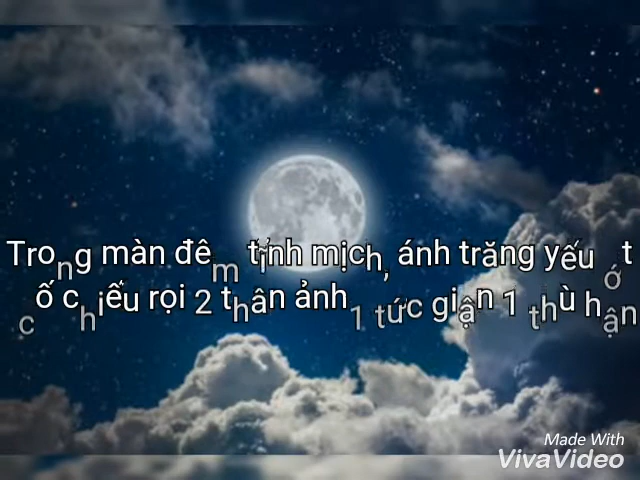 Trong màn đêm tĩnh mịch, ánh trăng yếu ớt
cố chiếu rọi 2 thân ảnh 1 tức giận 1 thù hận
Made With
VivaVideo